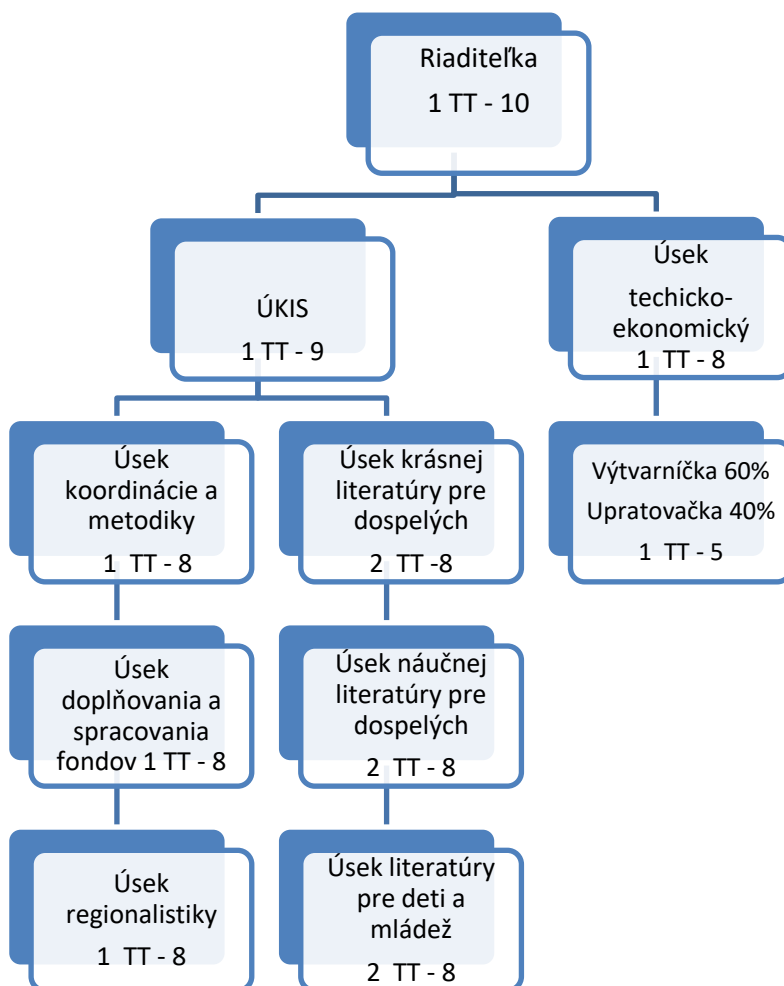 Riaditeľka
1 TT - 10
ÚKIS
1 TT - 9
Úsek
techicko-
ekonomický
1 TT - 8
Úsek
koordinácie a
metodiky
1 TT - 8
Úsek krásnej
literatúry pre
dospelých
2 TT -8
Výtvarníčka 60%
Upratovačka 40%
1 TT - 5
Úsek
doplňovania a
spracovania
fondov 1 TT - 8
Úsek náučnej
literatúry pre
dospelých
2 TT - 8
Úsek
regionalistiky
1 TT - 8
Úsek literatúry
pre deti a
mládež
2 TT - 8